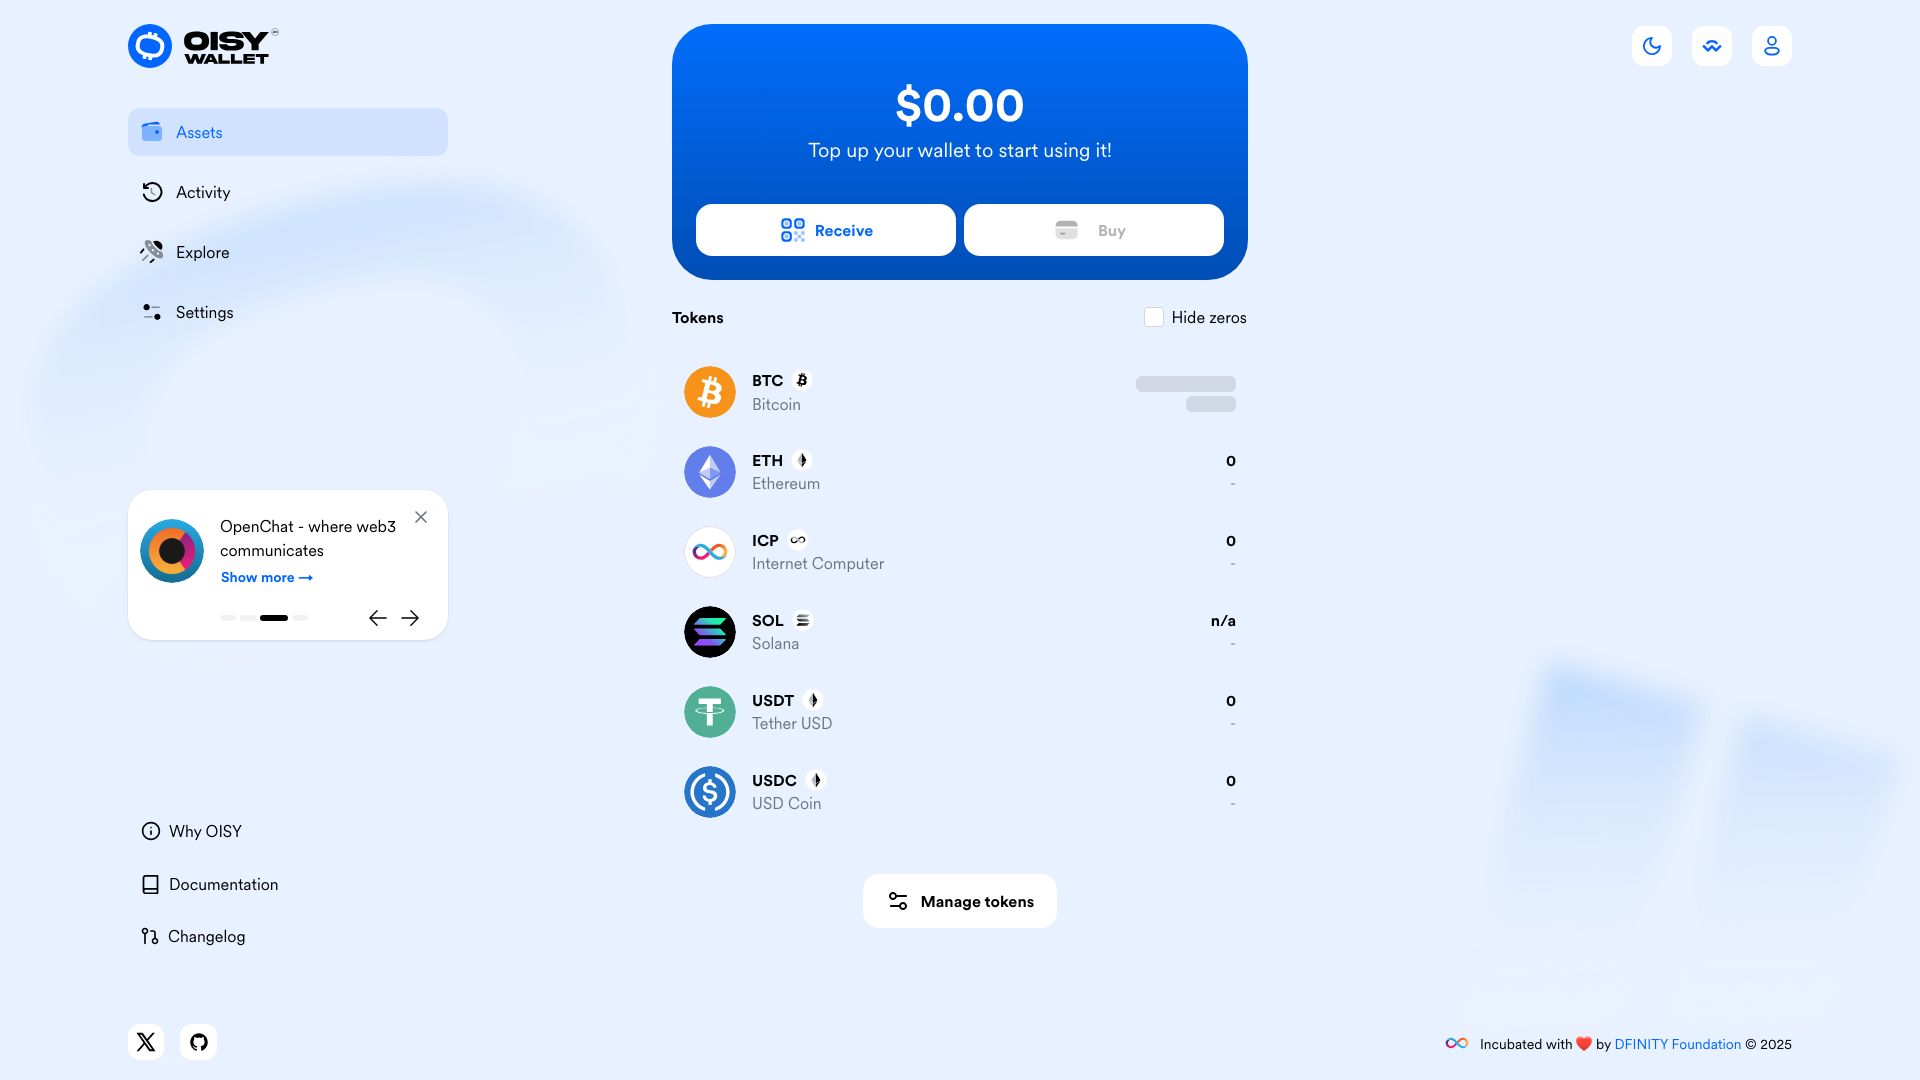 OISY
WALLET
Assets
Activity
Explore
Settings
OpenChat - where web3
communicates
Show more →
Why OISY
Documentation
Changelog
$0.00
Top up your wallet to start using it!
Receive
Buy
Tokens
Hide zeros
BTC
Bitcoin
ETH
0
Ethereum
-
ICP
0
Internet Computer
-
SOL
n/a
Solana
-
USDT
0
Tether USD
-
USDC
0
USD Coin
-
Manage tokens
Incubated with ❤️ by DFINITY Foundation © 2025